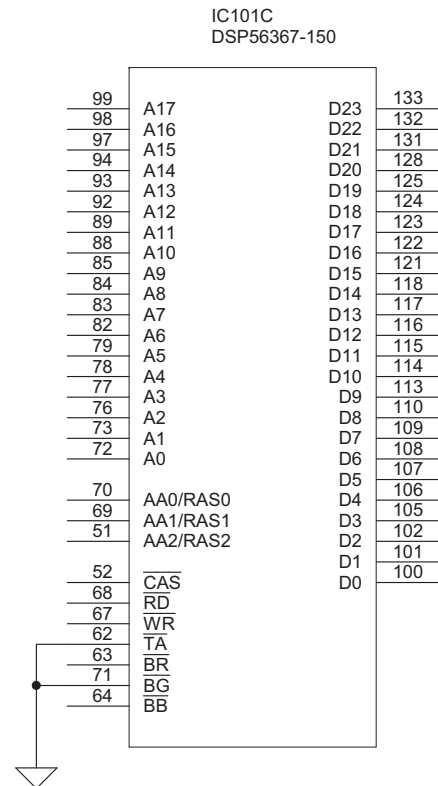 IC101C
DSP56367-150
99 A17 D23 133
98 A16 D22 132
97 A15 D21 131
94 A14 D20 128
93 A13 D19 125
92 A12 D18 124
89 A11 D17 123
88 A10 D16 122
85 A9 D15 121
84 A8 D14 118
83 A7 D13 117
82 A6 D12 116
79 A5 D11 115
78 A4 D10 114
77 A3 D9 113
76 A2 D8 110
73 A1 D7 109
72 A0 D6 108
D5 107
70 AA0/RAS0 D4 106
69 AA1/RAS1 D3 105
51 AA2/RAS2 D2 102
D1 101
52 CAS D0 100
68 RD
67 WR
62 TA
63 BR
71 BG
64 BB